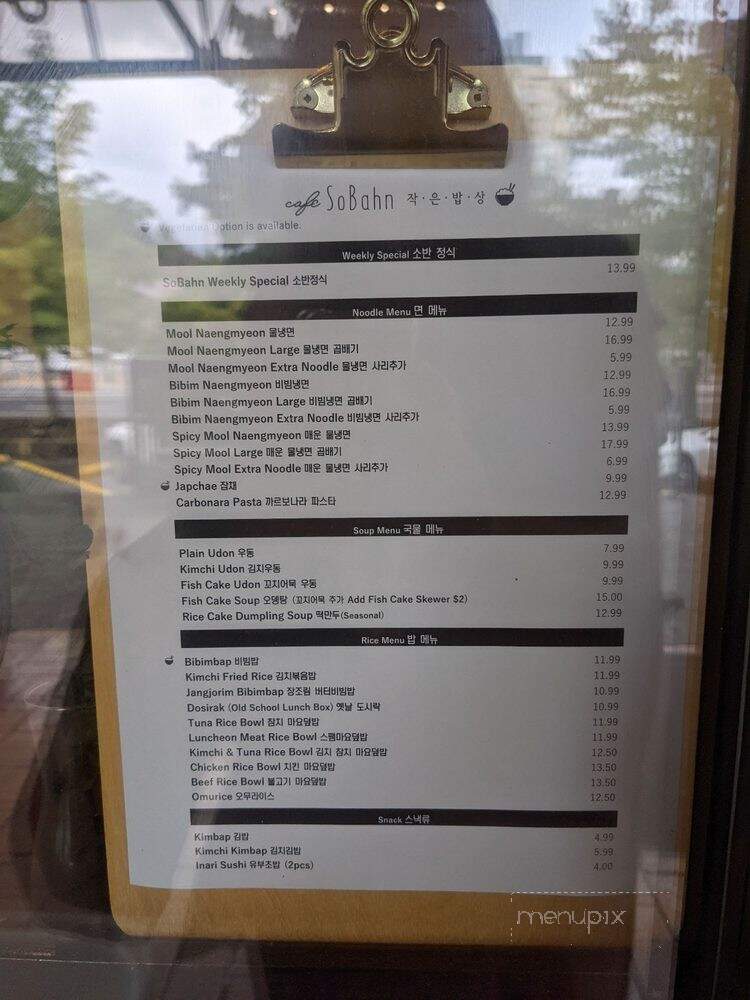 cafe SoBahn 작·은·밥·상
Vegetarian Option is available.
Weekly Special 소반 정식
SoBahn Weekly Special 소반정식 13.99
Noodle Menu 면 메뉴
Mool Naengmyeon 물냉면 12.99
Mool Naengmyeon Large 물냉면 곱배기 16.99
Mool Naengmyeon Extra Noodle 물냉면 사리추가 5.99
Bibim Naengmyeon 비빔냉면 12.99
Bibim Naengmyeon Large 비빔냉면 곱배기 16.99
Bibim Naengmyeon Extra Noodle 비빔냉면 사리추가 5.99
Spicy Mool Naengmyeon 매운 물냉면 13.99
Spicy Mool Large 매운 물냉면 곱배기 17.99
Spicy Mool Extra Noodle 매운 물냉면 사리추가 6.99
Japchae 잡채 9.99
Carbonara Pasta 까르보나라 파스타 12.99
Soup Menu 국물 메뉴
Plain Udon 우동 7.99
Kimchi Udon 김치우동 9.99
Fish Cake Udon 꼬치어묵 우동 9.99
Fish Cake Soup 오뎅탕 (꼬치어묵 추가 Add Fish Cake Skewer $2) 15.00
Rice Cake Dumpling Soup 떡만두(Seasonal) 12.99
Rice Menu 밥 메뉴
Bibimbap 비빔밥 11.99
Kimchi Fried Rice 김치볶음밥 11.99
Jangjorim Bibimbap 장조림 버터비빔밥 10.99
Dosirak (Old School Lunch Box) 옛날 도시락 10.99
Tuna Rice Bowl 참치 마요덮밥 11.99
Luncheon Meat Rice Bowl 스팸마요덮밥 11.99
Kimchi & Tuna Rice Bowl 김치 참치 마요덮밥 12.50
Chicken Rice Bowl 치킨 마요덮밥 13.50
Beef Rice Bowl 불고기 마요덮밥 13.50
Omurice 오무라이스 12.50
Snack 스낵류
Kimbap 김밥 4.99
Kimchi Kimbap 김치김밥 5.99
Inari Sushi 유부초밥 (2pcs) 4.00
menupix